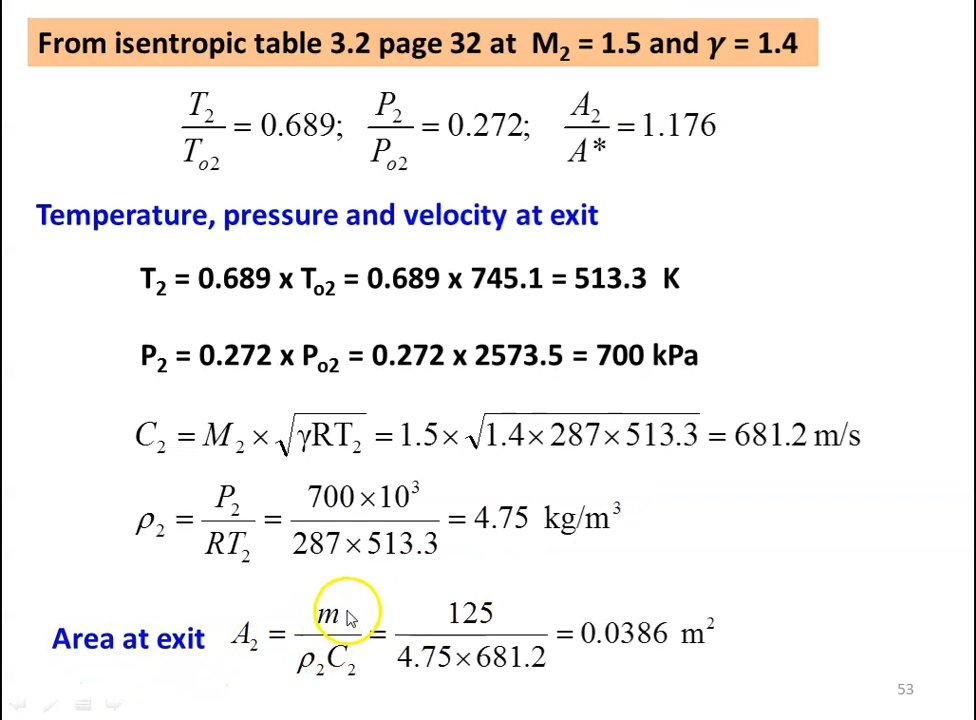 From isentropic table 3.2 page 32 at M₂ = 1.5 and γ = 1.4
T₂/Tₒ₂ = 0.689; P₂/Pₒ₂ = 0.272; A₂/A* = 1.176
Temperature, pressure and velocity at exit
T₂ = 0.689 x Tₒ₂ = 0.689 x 745.1 = 513.3 K
P₂ = 0.272 x Pₒ₂ = 0.272 x 2573.5 = 700 kPa
C₂ = M₂ × √(γRT₂) = 1.5 × √(1.4 × 287 × 513.3) = 681.2 m/s
ρ₂ = P₂/RT₂ = (700 × 10³)/(287 × 513.3) = 4.75 kg/m³
Area at exit A₂ = m/(ρ₂C₂) = 125/(4.75 × 681.2) = 0.0386 m²
53